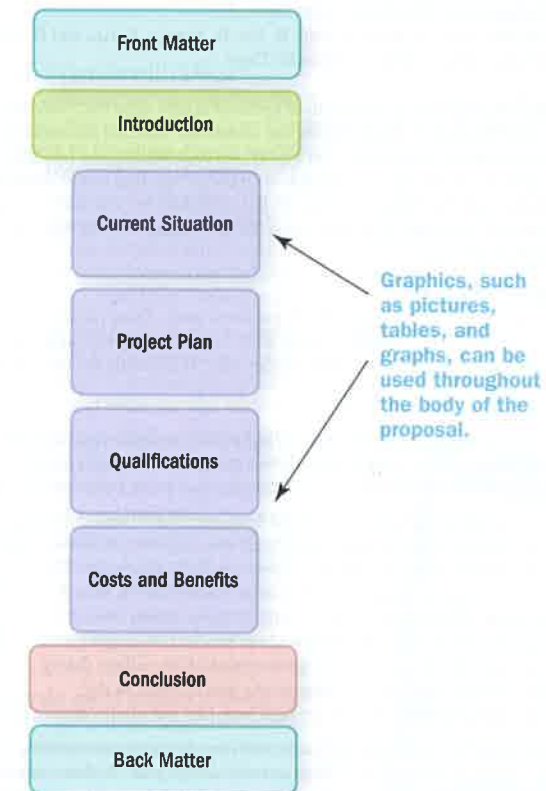 Front Matter
Introduction
Current Situation
Project Plan
Qualifications
Costs and Benefits
Conclusion
Back Matter
Graphics, such
as pictures,
tables, and
graphs, can be
used throughout
the body of the
proposal.